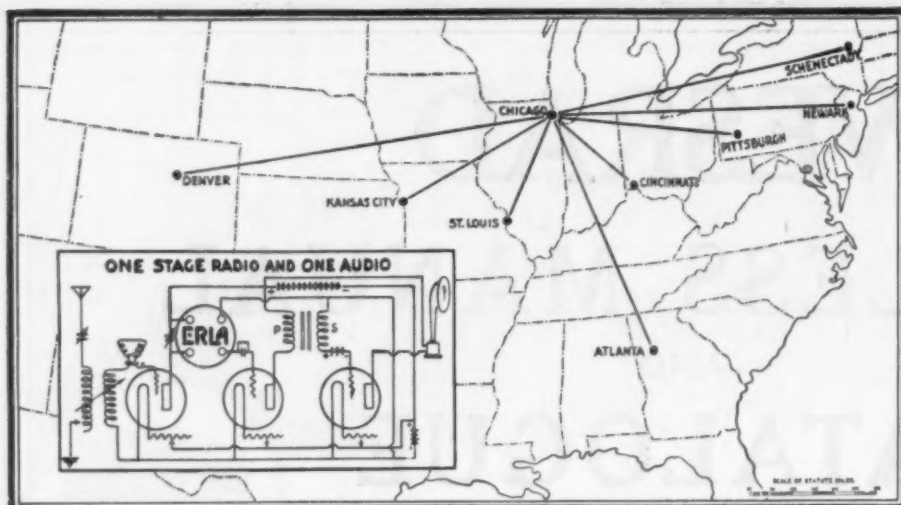 SCHENECTADY
CHICAGO
NEWARK
PITTSBURGH
DENVER
CINCINNATI
KANSAS CITY
ST. LOUIS
ONE STAGE RADIO AND ONE AUDIO
ERLA
P S
ATLANTA
SCALE OF STATUTE MILES